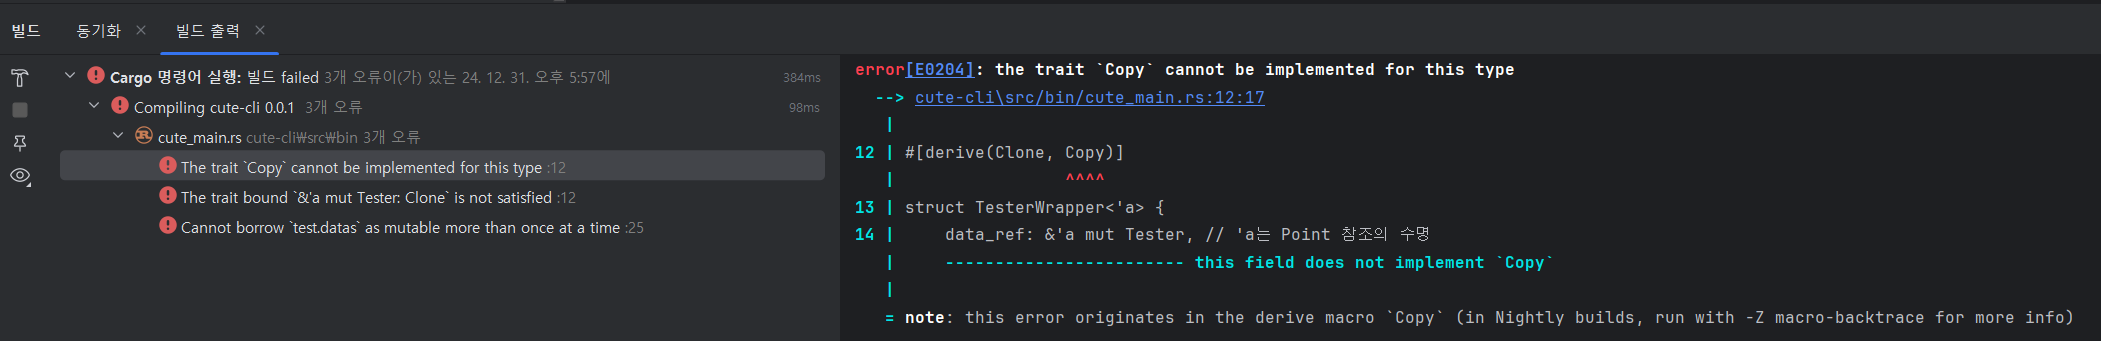 빌드 동기화 × 빌드 출력 ×
Cargo 명령어 실행: 빌드 failed 3개 오류이(가) 있는 24. 12. 31. 오후 5:57에 384ms
Compiling cute-cli 0.0.1 3개 오류 98ms
cute_main.rs cute-cli₩src₩bin 3개 오류
The trait `Copy` cannot be implemented for this type :12
The trait bound `&'a mut Tester: Clone` is not satisfied :12
Cannot borrow `test.datas` as mutable more than once at a time :25
error[E0204]: the trait `Copy` cannot be implemented for this type
--> cute-cli\src/bin/cute_main.rs:12:17
|
12 | #[derive(Clone, Copy)]
| ^^^^
13 | struct TesterWrapper<'a> {
14 | data_ref: &'a mut Tester, // 'a는 Point 참조의 수명
| ------------------------ this field does not implement `Copy`
|
= note: this error originates in the derive macro `Copy` (in Nightly builds, run with -Z macro-backtrace for more info)